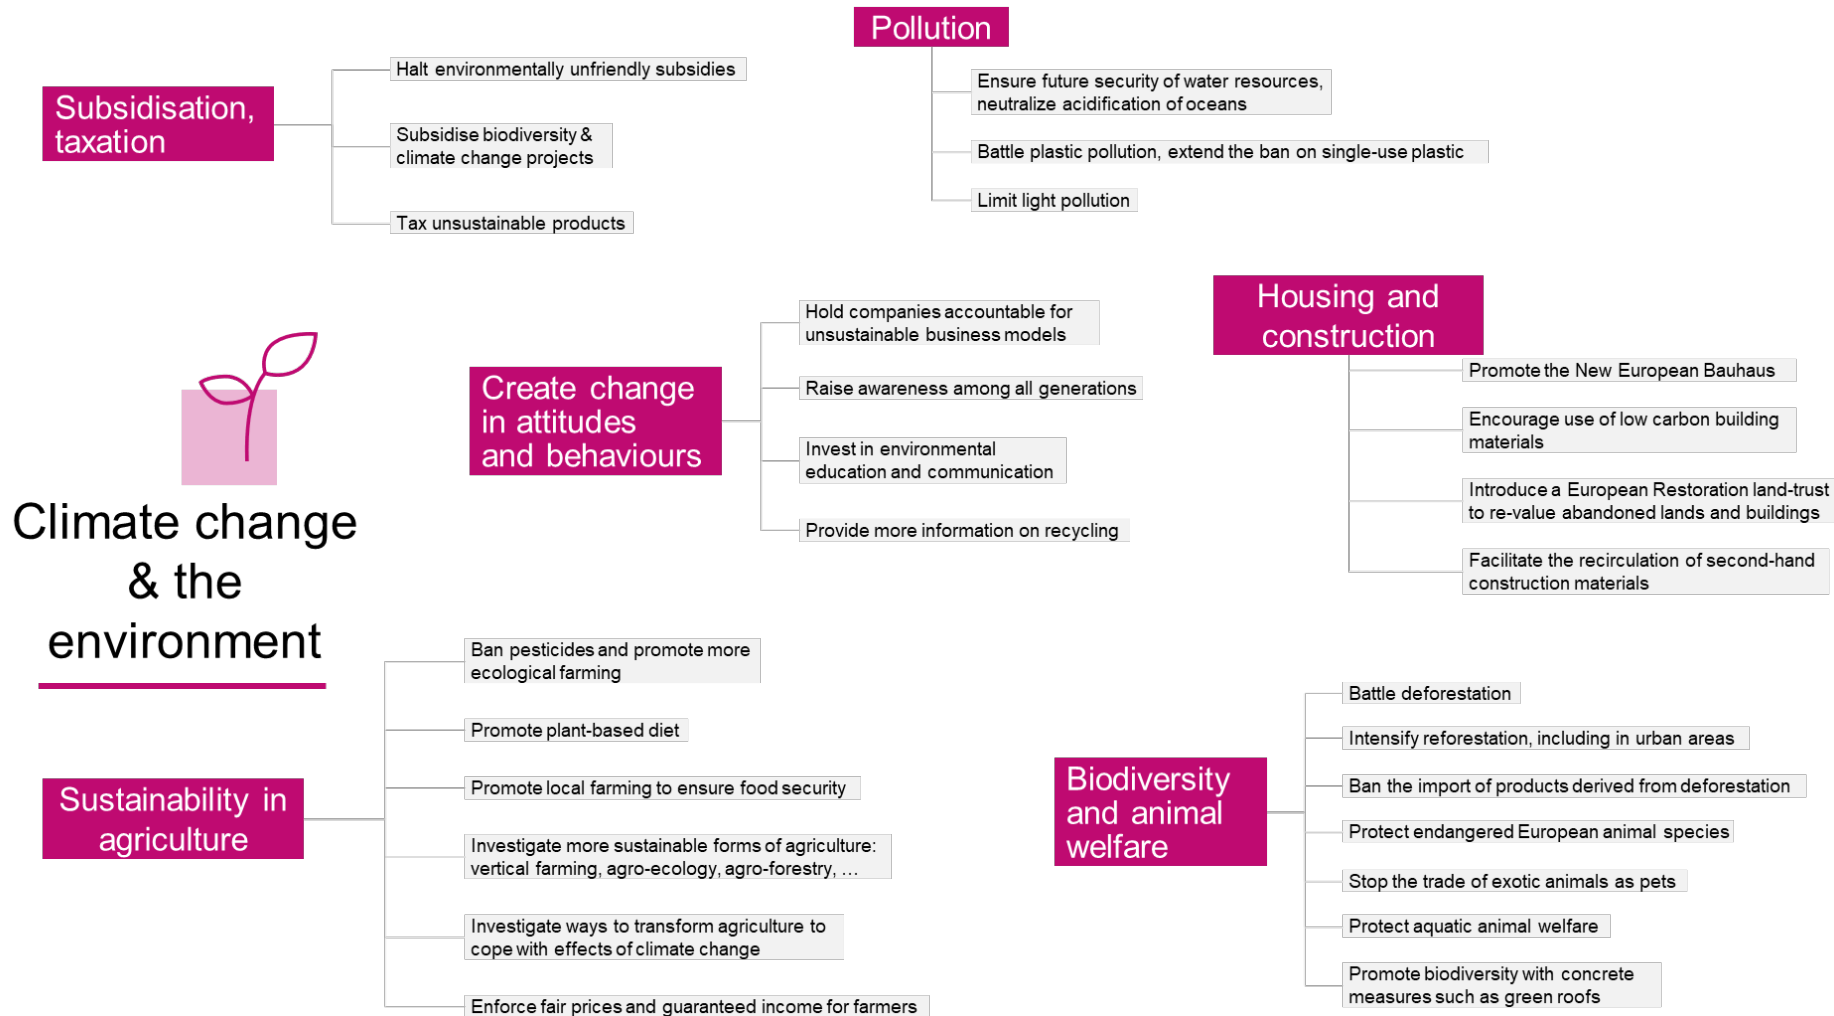 Pollution
Ensure future security of water resources,
neutralize acidification of oceans
Battle plastic pollution, extend the ban on single-use plastic
Limit light pollution
Subsidisation,
taxation
Halt environmentally unfriendly subsidies
Subsidise biodiversity &
climate change projects
Tax unsustainable products
Housing and
construction
Promote the New European Bauhaus
Encourage use of low carbon building
materials
Introduce a European Restoration land-trust
to re-value abandoned lands and buildings
Facilitate the recirculation of second-hand
construction materials
Create change
in attitudes
and behaviours
Hold companies accountable for
unsustainable business models
Raise awareness among all generations
Invest in environmental
education and communication
Provide more information on recycling
Climate change
& the
environment
Sustainability in
agriculture
Ban pesticides and promote more
ecological farming
Promote plant-based diet
Promote local farming to ensure food security
Investigate more sustainable forms of agriculture:
vertical farming, agro-ecology, agro-forestry, …
Investigate ways to transform agriculture to
cope with effects of climate change
Enforce fair prices and guaranteed income for farmers
Biodiversity
and animal
welfare
Battle deforestation
Intensify reforestation, including in urban areas
Ban the import of products derived from deforestation
Protect endangered European animal species
Stop the trade of exotic animals as pets
Protect aquatic animal welfare
Promote biodiversity with concrete
measures such as green roofs